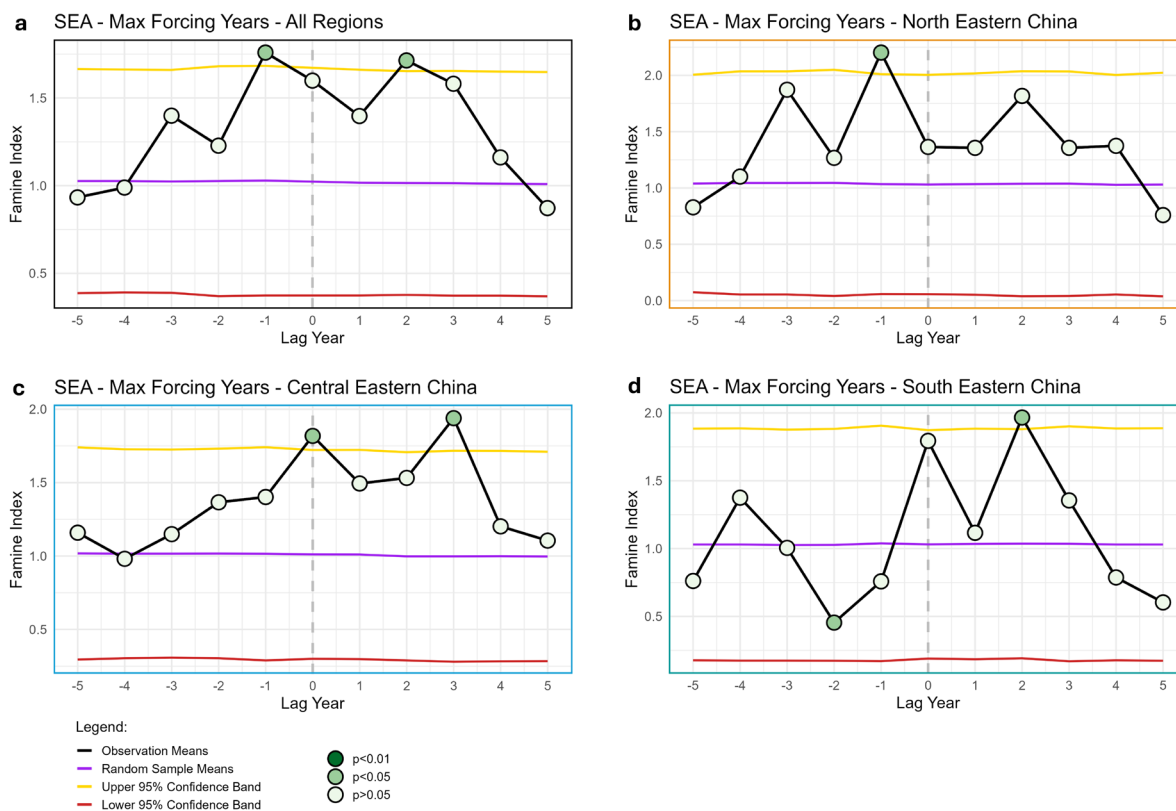 a
SEA - Max Forcing Years - All Regions
Famine Index
1.5
1.0
0.5
-5 -4 -3 -2 -1 0 1 2 3 4 5
Lag Year
b
SEA - Max Forcing Years - North Eastern China
Famine Index
2.0
1.5
1.0
0.5
0.0
-5 -4 -3 -2 -1 0 1 2 3 4 5
Lag Year
c
SEA - Max Forcing Years - Central Eastern China
Famine Index
2.0
1.5
1.0
0.5
-5 -4 -3 -2 -1 0 1 2 3 4 5
Lag Year
d
SEA - Max Forcing Years - South Eastern China
Famine Index
2.0
1.5
1.0
0.5
-5 -4 -3 -2 -1 0 1 2 3 4 5
Lag Year
Legend:
Observation Means
Random Sample Means
Upper 95% Confidence Band
Lower 95% Confidence Band
p<0.01
p<0.05
p>0.05